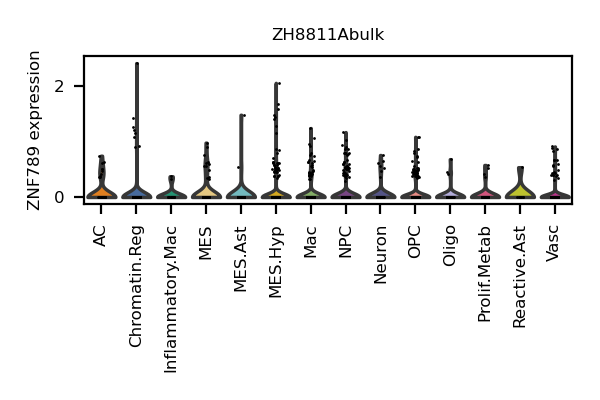 ZH8811Abulk
ZNF789 expression
2
0
AC
Chromatin.Reg
Inflammatory.Mac
MES
MES.Ast
MES.Hyp
Mac
NPC
Neuron
OPC
Oligo
Prolif.Metab
Reactive.Ast
Vasc